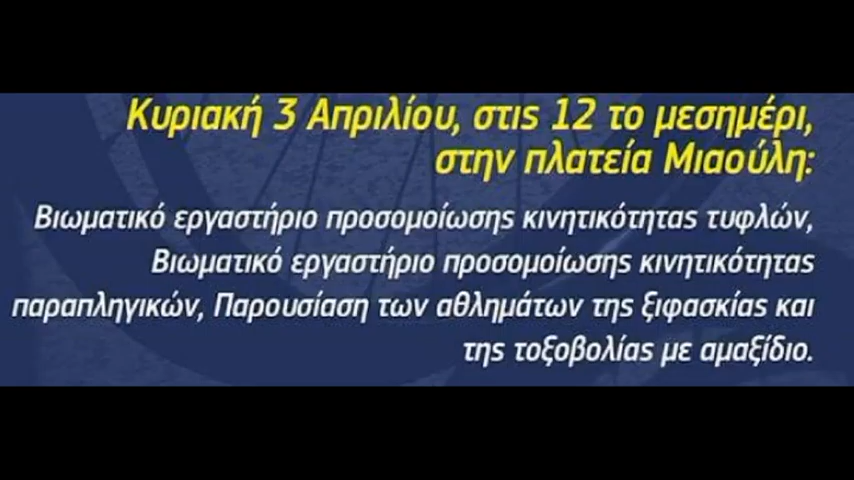 Κυριακή 3 Απριλίου, στις 12 το μεσημέρι,
στην πλατεία Μιαούλη:
Βιωματικό εργαστήριο προσομοίωσης κινητικότητας τυφλών,
Βιωματικό εργαστήριο προσομοίωσης κινητικότητας
παραπληγικών, Παρουσίαση των αθλημάτων της ξιφασκίας και
της τοξοβολίας με αμαξίδιο.